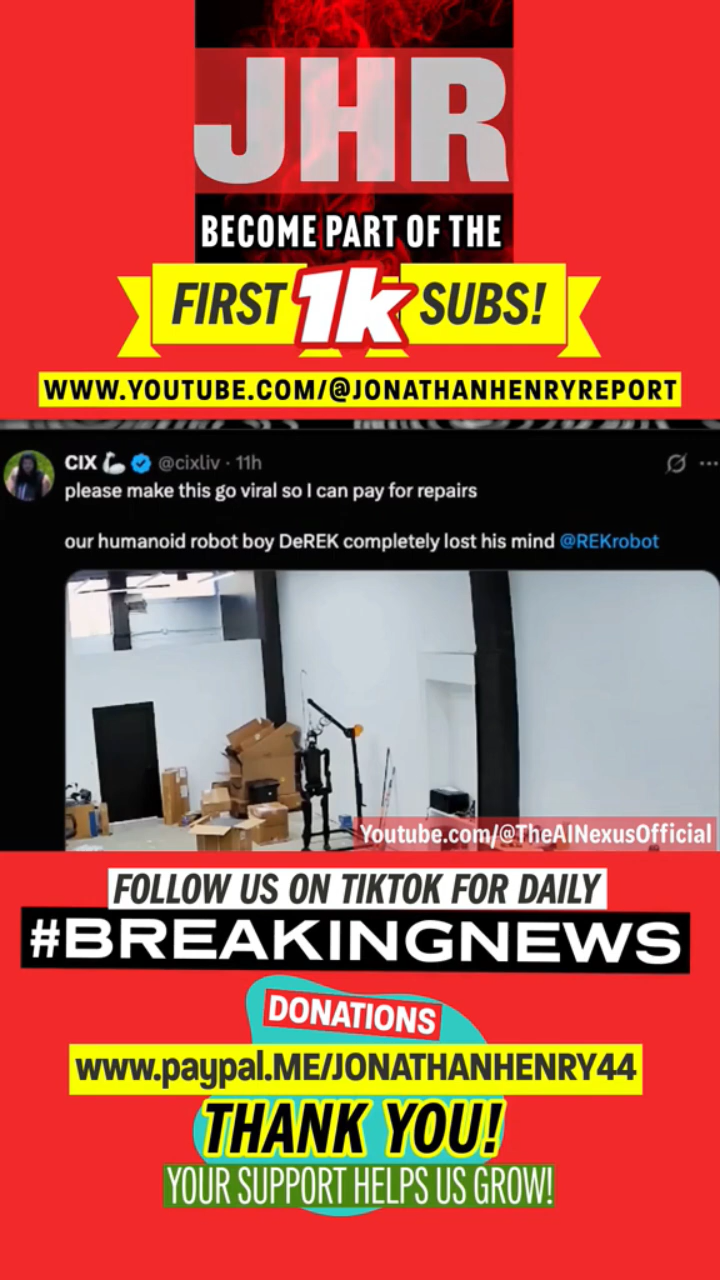 JHR
BECOME PART OF THE
FIRST 1k SUBS!
WWW.YOUTUBE.COM/@JONATHANHENRYREPORT
CIX 🦾 @cixliv · 11h
please make this go viral so I can pay for repairs
our humanoid robot boy DeREK completely lost his mind @REKrobot
Youtube.com/@TheAINexusOfficial
FOLLOW US ON TIKTOK FOR DAILY
#BREAKINGNEWS
DONATIONS
www.paypal.ME/JONATHANHENRY44
THANK YOU!
YOUR SUPPORT HELPS US GROW!